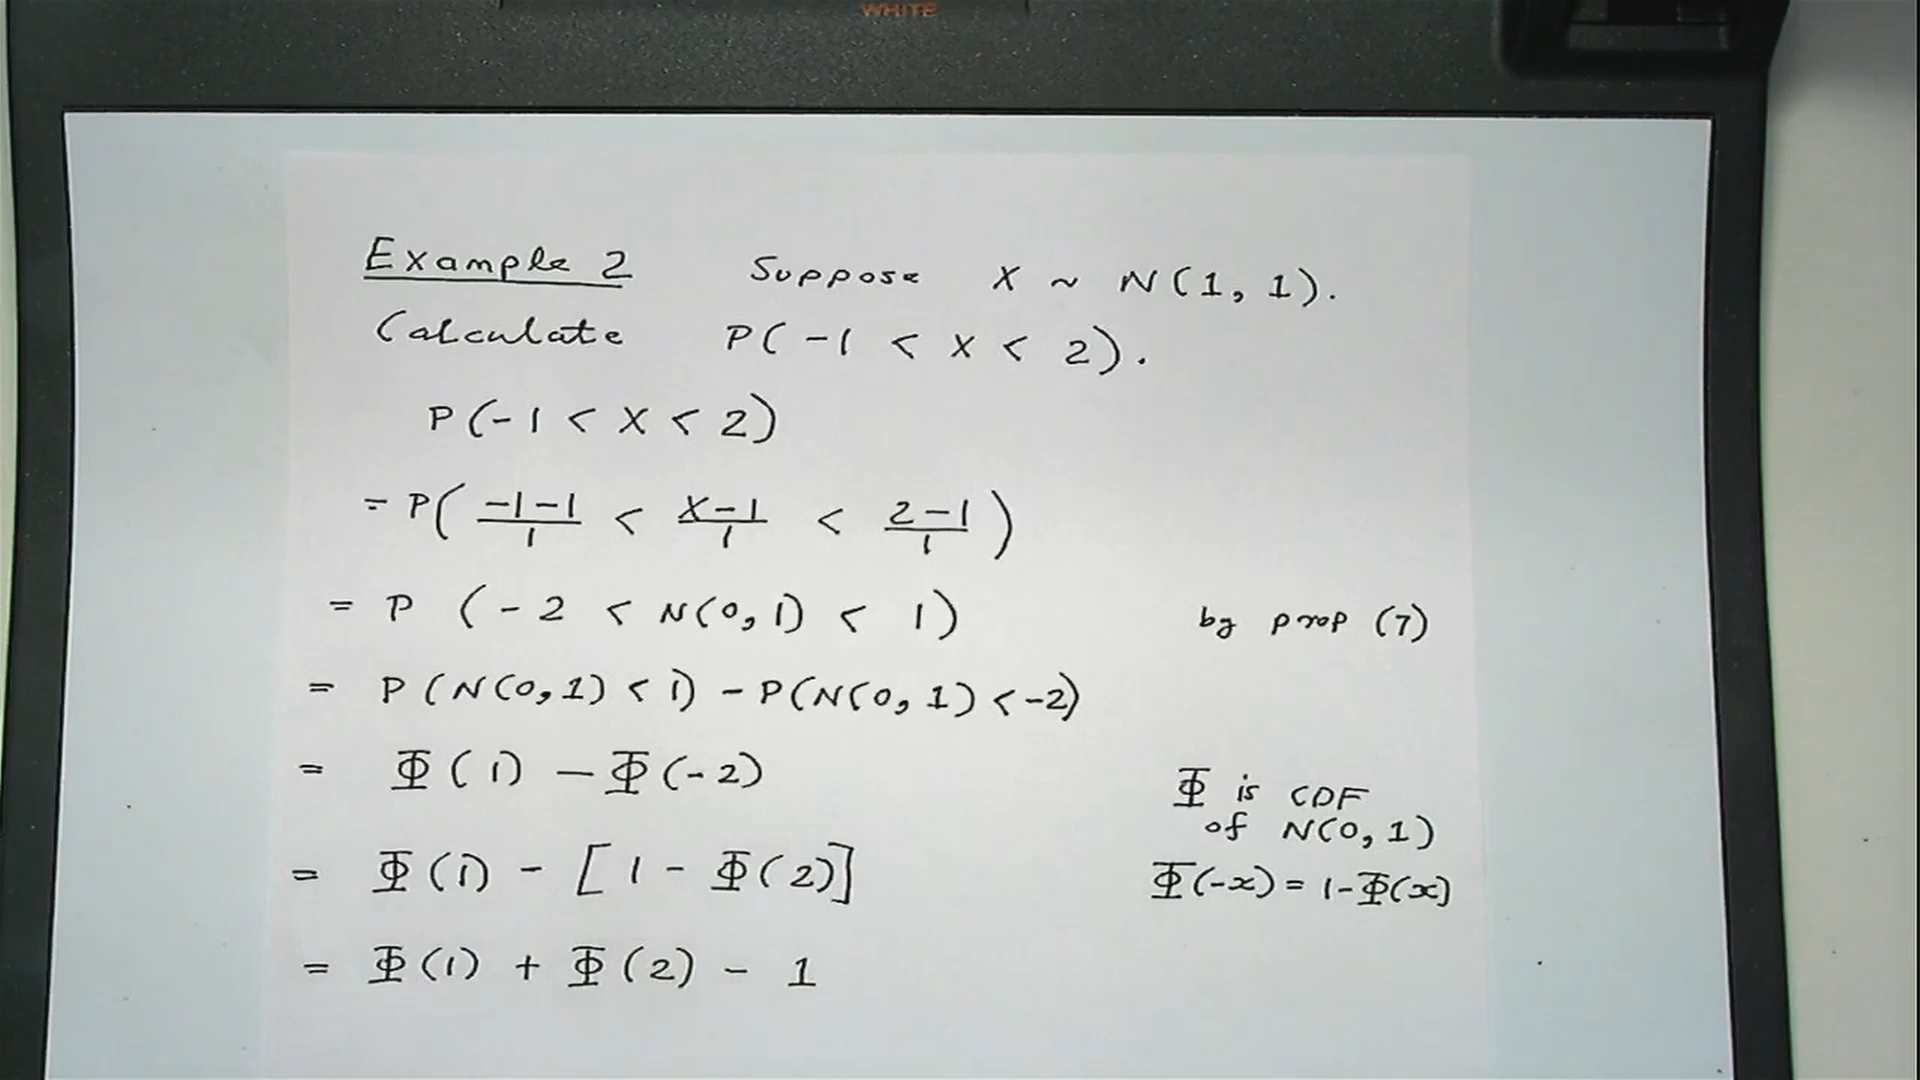 WHITE
Example 2 Suppose X ~ N(1, 1).
Calculate P(-1 < X < 2).
P(-1 < X < 2)
= P( (-1-1)/1 < (X-1)/1 < (2-1)/1 )
= P (-2 < N(0,1) < 1) by prop (7)
= P(N(0,1) < 1) - P(N(0,1) < -2)
= Φ(1) - Φ(-2)
Φ is CDF
of N(0,1)
= Φ(1) - [1 - Φ(2)]
Φ(-x) = 1-Φ(x)
= Φ(1) + Φ(2) - 1